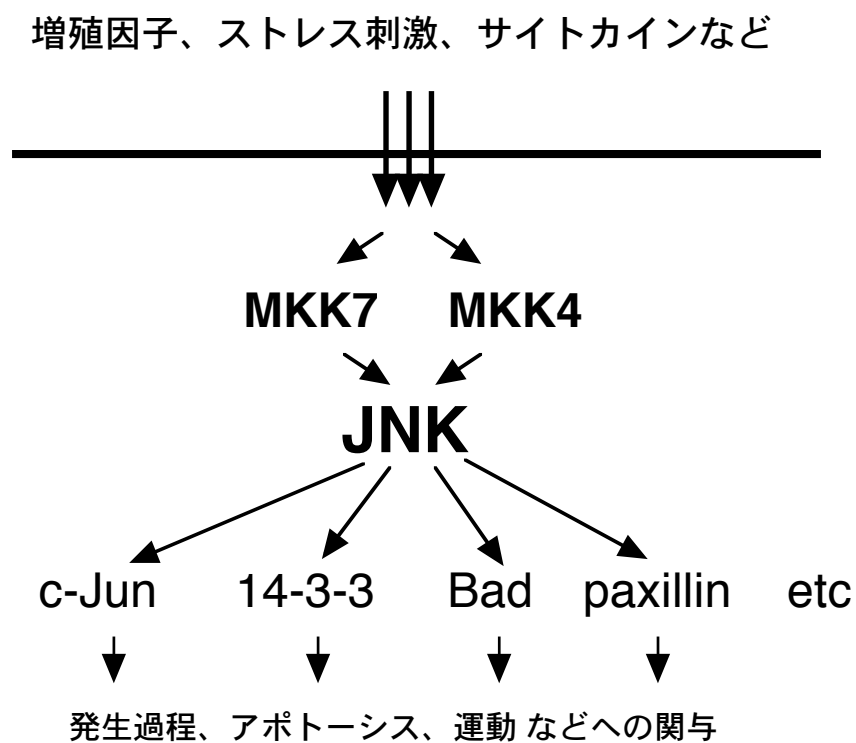 増殖因子、ストレス刺激、サイトカインなど
MKK7 MKK4
JNK
c-Jun 14-3-3 Bad paxillin etc
発生過程、アポトーシス、運動 などへの関与